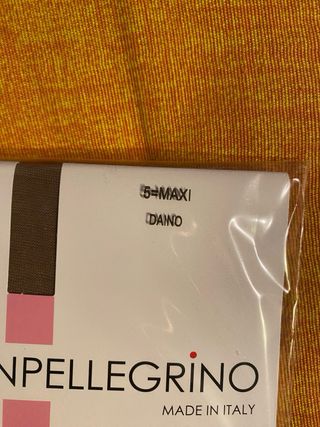 5=MAXI
DAINO
NPELLEGRINO
MADE IN ITALY